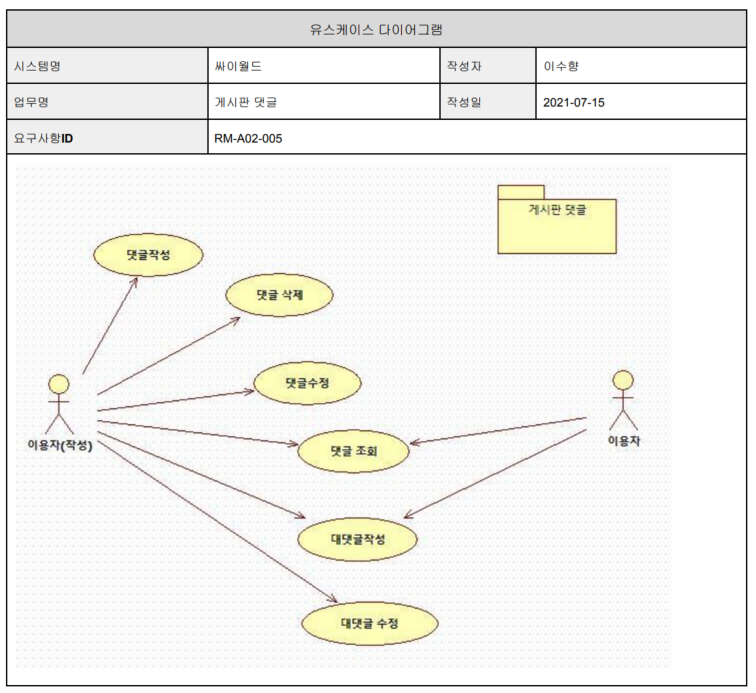 유스케이스 다이어그램
시스템명 싸이월드 작성자 이수향
업무명 게시판 댓글 작성일 2021-07-15
요구사항ID RM-A02-005
게시판 댓글
댓글작성
댓글 삭제
댓글수정
이용자(작성)
이용자
댓글 조회
대댓글작성
대댓글 수정